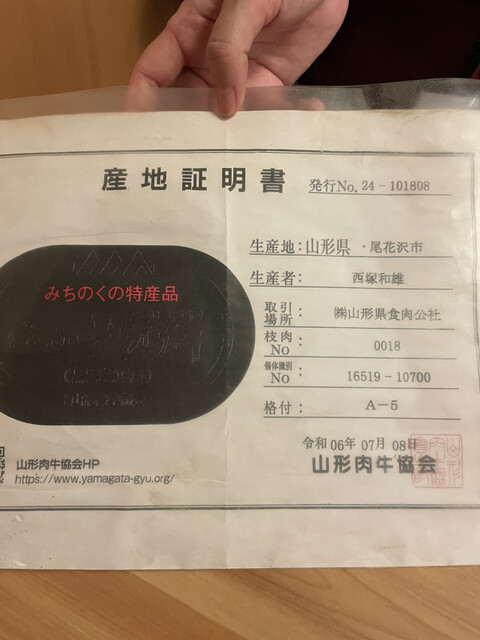 産地証明書
発行No. 24-101808
生産地：山形県・尾花沢市
生産者：西塚和雄
取引場所：㈱山形県食肉公社
枝肉No：0018
個体識別No：16519-10700
格付：A-5
みちのくの特産品
令和06年07月08日
山形肉牛協会
山形肉牛協会HP
https://www.yamagata-gyu.org/